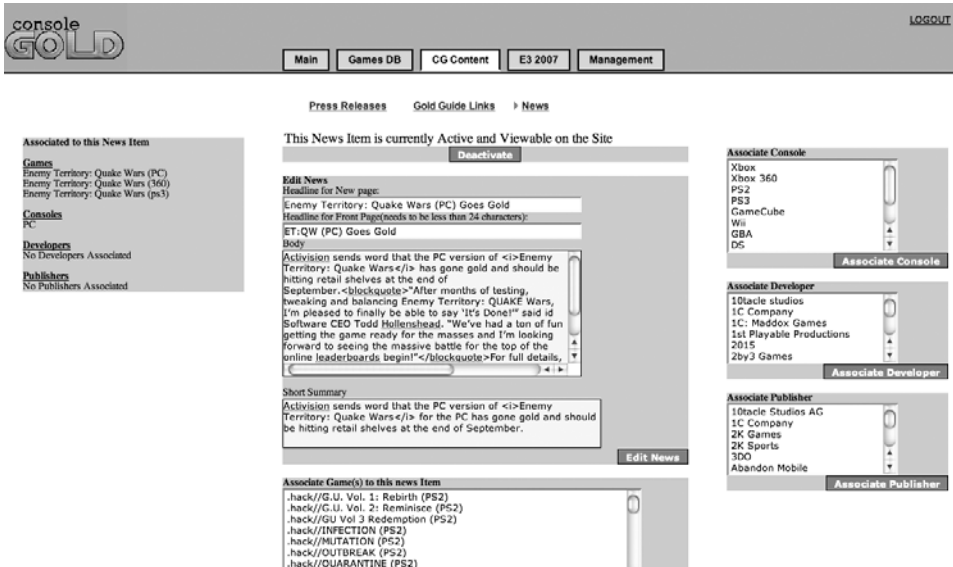 console
GOLD
LOGOUT
Main
Games DB
CG Content
E3 2007
Management
Press Releases
Gold Guide Links
News
Associated to this News Item
Games
Enemy Territory: Quake Wars (PC)
Enemy Territory: Quake Wars (360)
Enemy Territory: Quake Wars (ps3)
Consoles
PC
Developers
No Developers Associated
Publishers
No Publishers Associated
This News Item is currently Active and Viewable on the Site
Deactivate
Edit News
Headline for New page:
Enemy Territory: Quake Wars (PC) Goes Gold
Headline for Front Page(needs to be less than 24 characters):
ET:QW (PC) Goes Gold
Body
Activision sends word that the PC version of <i>Enemy
Territory: Quake Wars</i> has gone gold and should be
hitting retail shelves at the end of
September.<blockquote>"After months of testing,
tweaking and balancing Enemy Territory: QUAKE Wars,
I'm pleased to finally be able to say 'It's Done!'" said id
Software CEO Todd Hollenshead. "We've had a ton of fun
getting the game ready for the masses and I'm looking
forward to seeing the massive battle for the top of the
online leaderboards begin!"</blockquote>For full details,
Short Summary
Activision sends word that the PC version of <i>Enemy
Territory: Quake Wars</i> for the PC has gone gold and should
be hitting retail shelves at the end of September.
Edit News
Associate Game(s) to this news Item
.hack//G.U. Vol. 1: Rebirth (PS2)
.hack//G.U. Vol. 2: Reminisce (PS2)
.hack//GU Vol 3 Redemption (PS2)
.hack//INFECTION (PS2)
.hack//MUTATION (PS2)
.hack//OUTBREAK (PS2)
.hack//QUARANTINE (PS2)
Associate Console
Xbox
Xbox 360
PS2
PS3
GameCube
Wii
GBA
DS
Associate Console
Associate Developer
10tacle studios
1C Company
1C: Maddox Games
1st Playable Productions
2015
2by3 Games
Associate Developer
Associate Publisher
10tacle Studios AG
1C Company
2K Games
2K Sports
3DO
Abandon Mobile
Associate Publisher